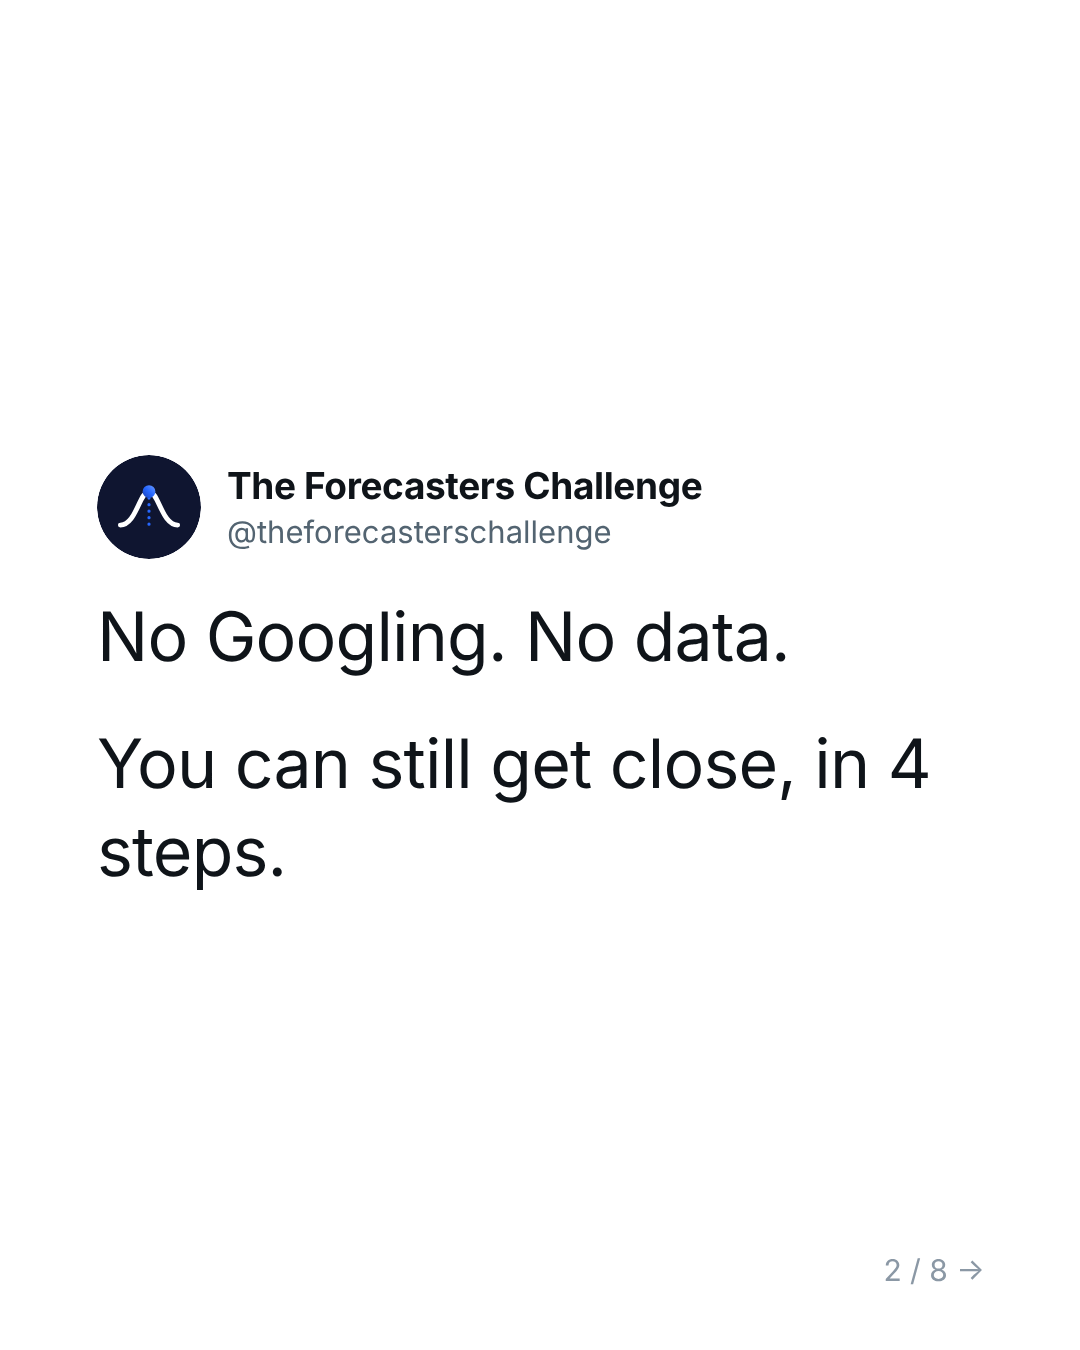 The Forecasters Challenge
@theforecasterschallenge
No Googling. No data.
You can still get close, in 4
steps.
2 / 8 →